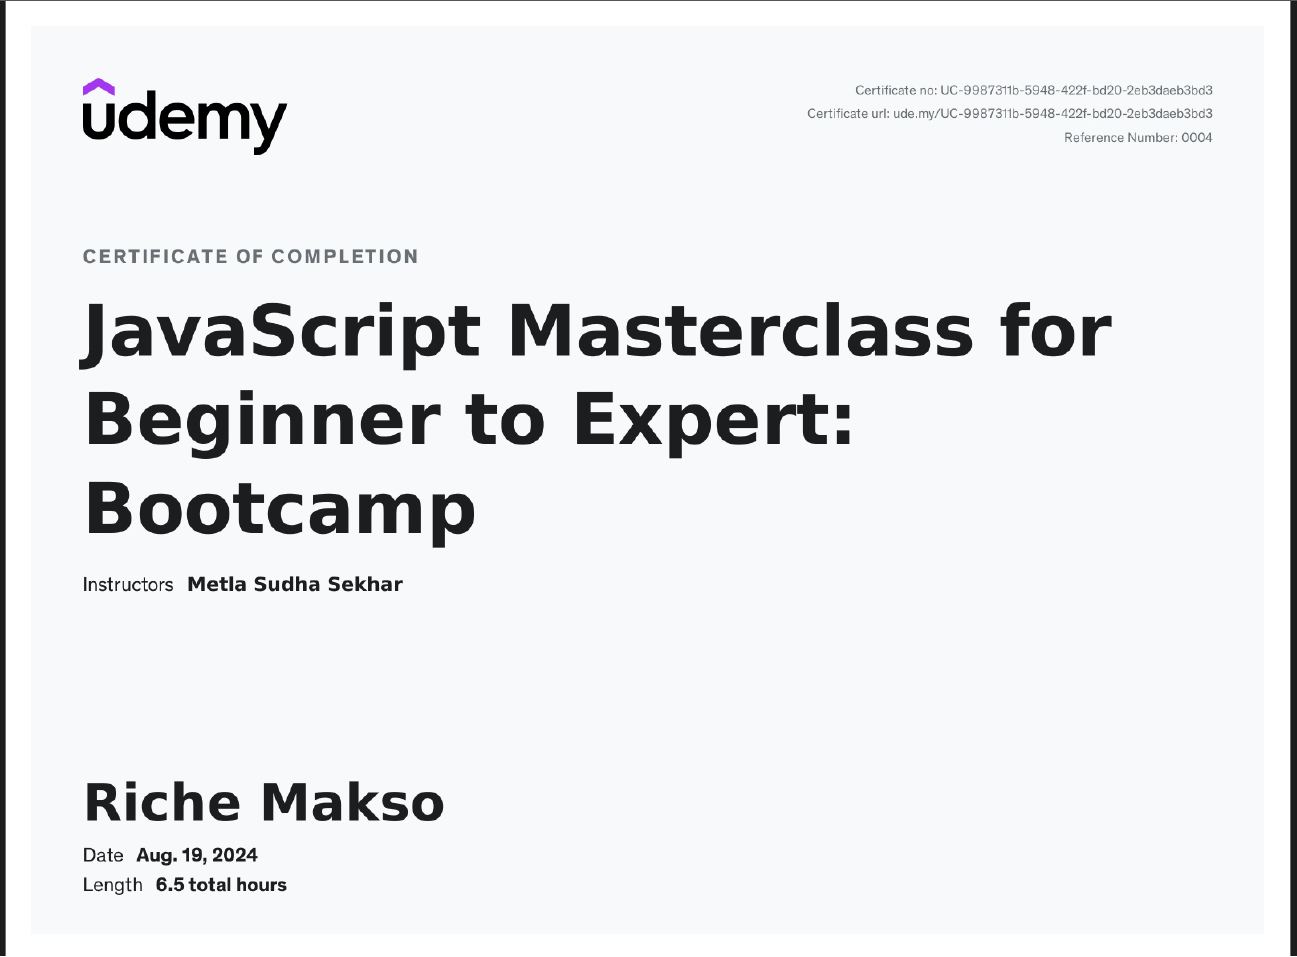 udemy
Certificate no: UC-9987311b-5948-422f-bd20-2eb3daeb3bd3
Certificate url: ude.my/UC-9987311b-5948-422f-bd20-2eb3daeb3bd3
Reference Number: 0004
CERTIFICATE OF COMPLETION
JavaScript Masterclass for
Beginner to Expert:
Bootcamp
Instructors Metla Sudha Sekhar
Riche Makso
Date Aug. 19, 2024
Length 6.5 total hours